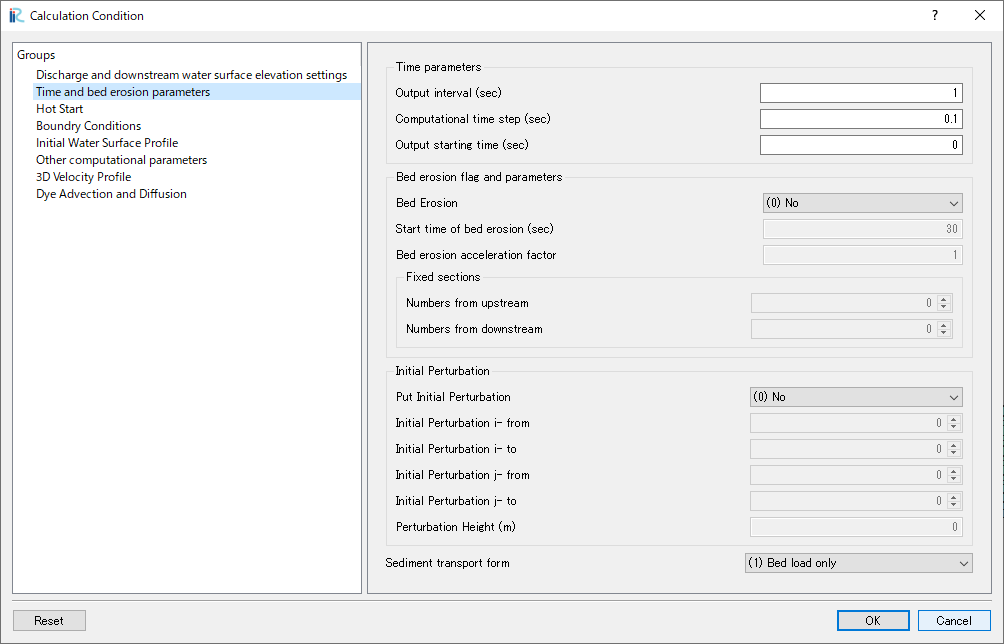 Calculation Condition
?
Groups
Discharge and downstream water surface elevation settings
Time and bed erosion parameters
Hot Start
Boundry Conditions
Initial Water Surface Profile
Other computational parameters
3D Velocity Profile
Dye Advection and Diffusion
Time parameters
Output interval (sec) 1
Computational time step (sec) 0.1
Output starting time (sec) 0
Bed erosion flag and parameters
Bed Erosion (0) No
Start time of bed erosion (sec) 30
Bed erosion acceleration factor 1
Fixed sections
Numbers from upstream 0
Numbers from downstream 0
Initial Perturbation
Put Initial Perturbation (0) No
Initial Perturbation i- from 0
Initial Perturbation i- to 0
Initial Perturbation j- from 0
Initial Perturbation j- to 0
Perturbation Height (m) 0
Sediment transport form (1) Bed load only
Reset OK Cancel